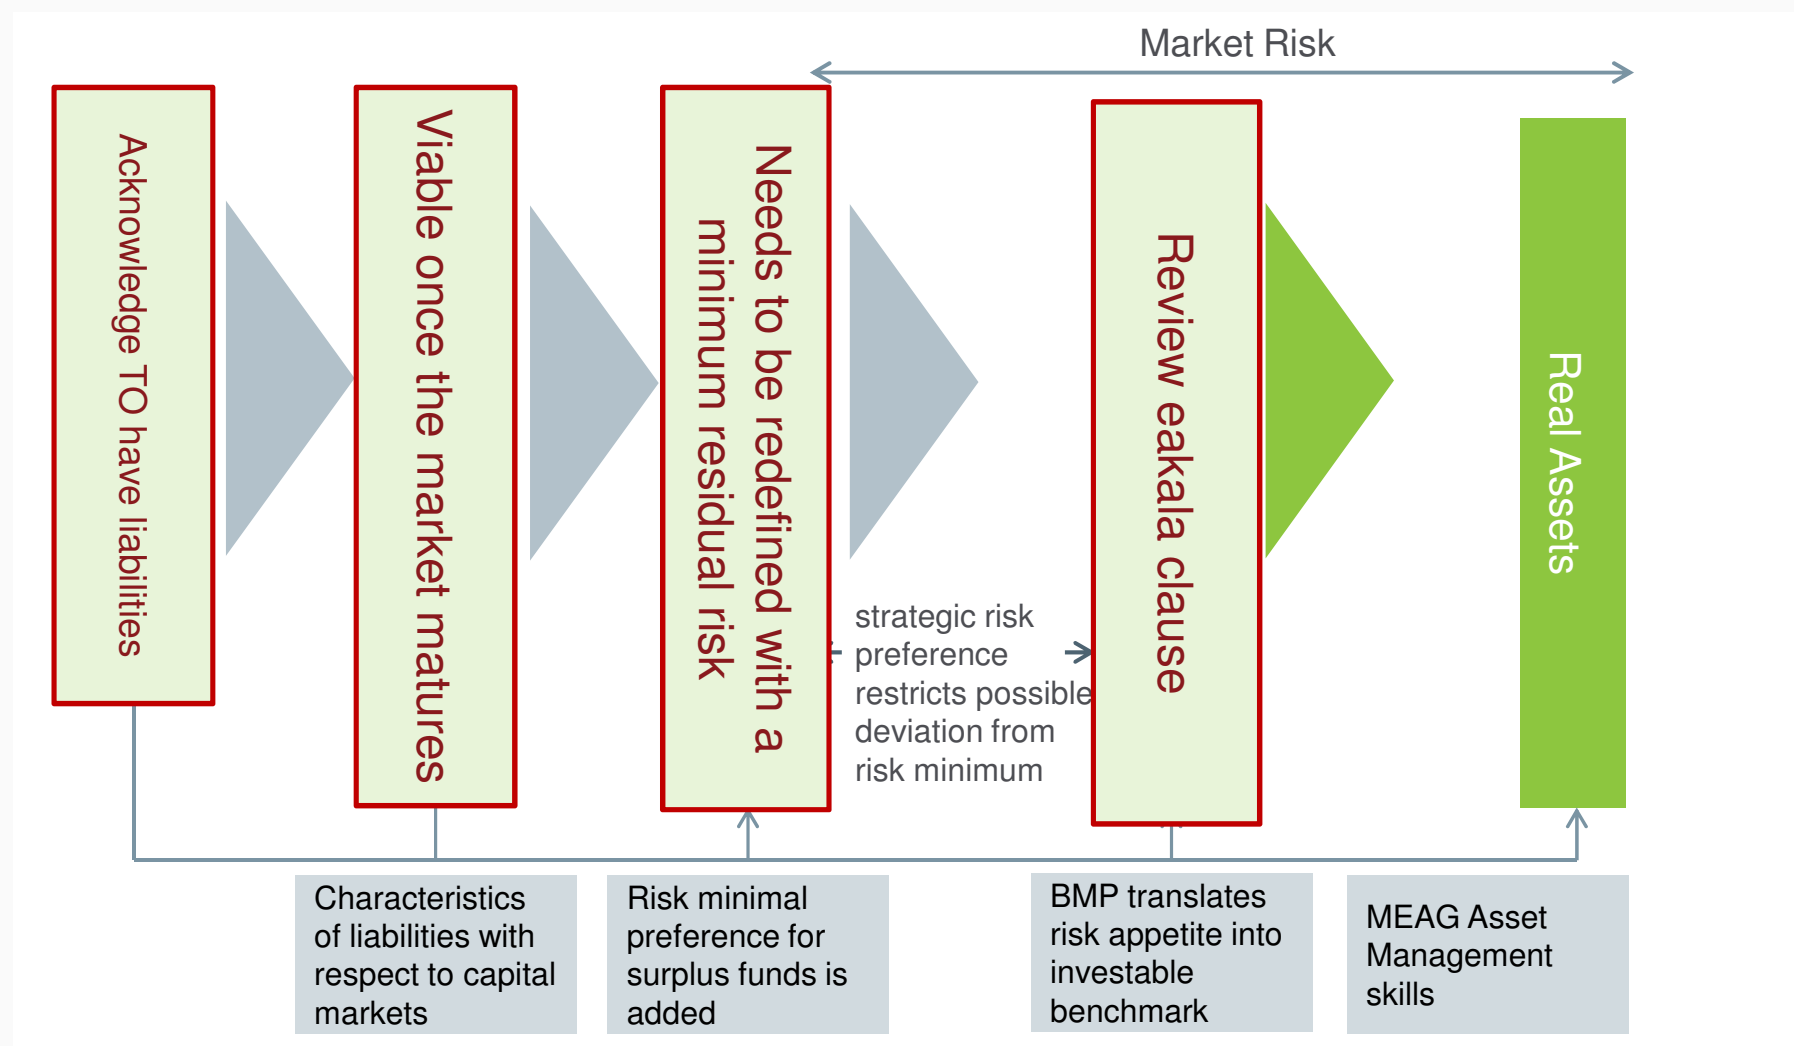 Market Risk
Acknowledge TO have liabilities
Viable once the market matures
Needs to be redefined with a
minimum residual risk
strategic risk
preference
restricts possible
deviation from
risk minimum
Review eakala clause
Real Assets
Characteristics
of liabilities with
respect to capital
markets
Risk minimal
preference for
surplus funds is
added
BMP translates
risk appetite into
investable
benchmark
MEAG Asset
Management
skills